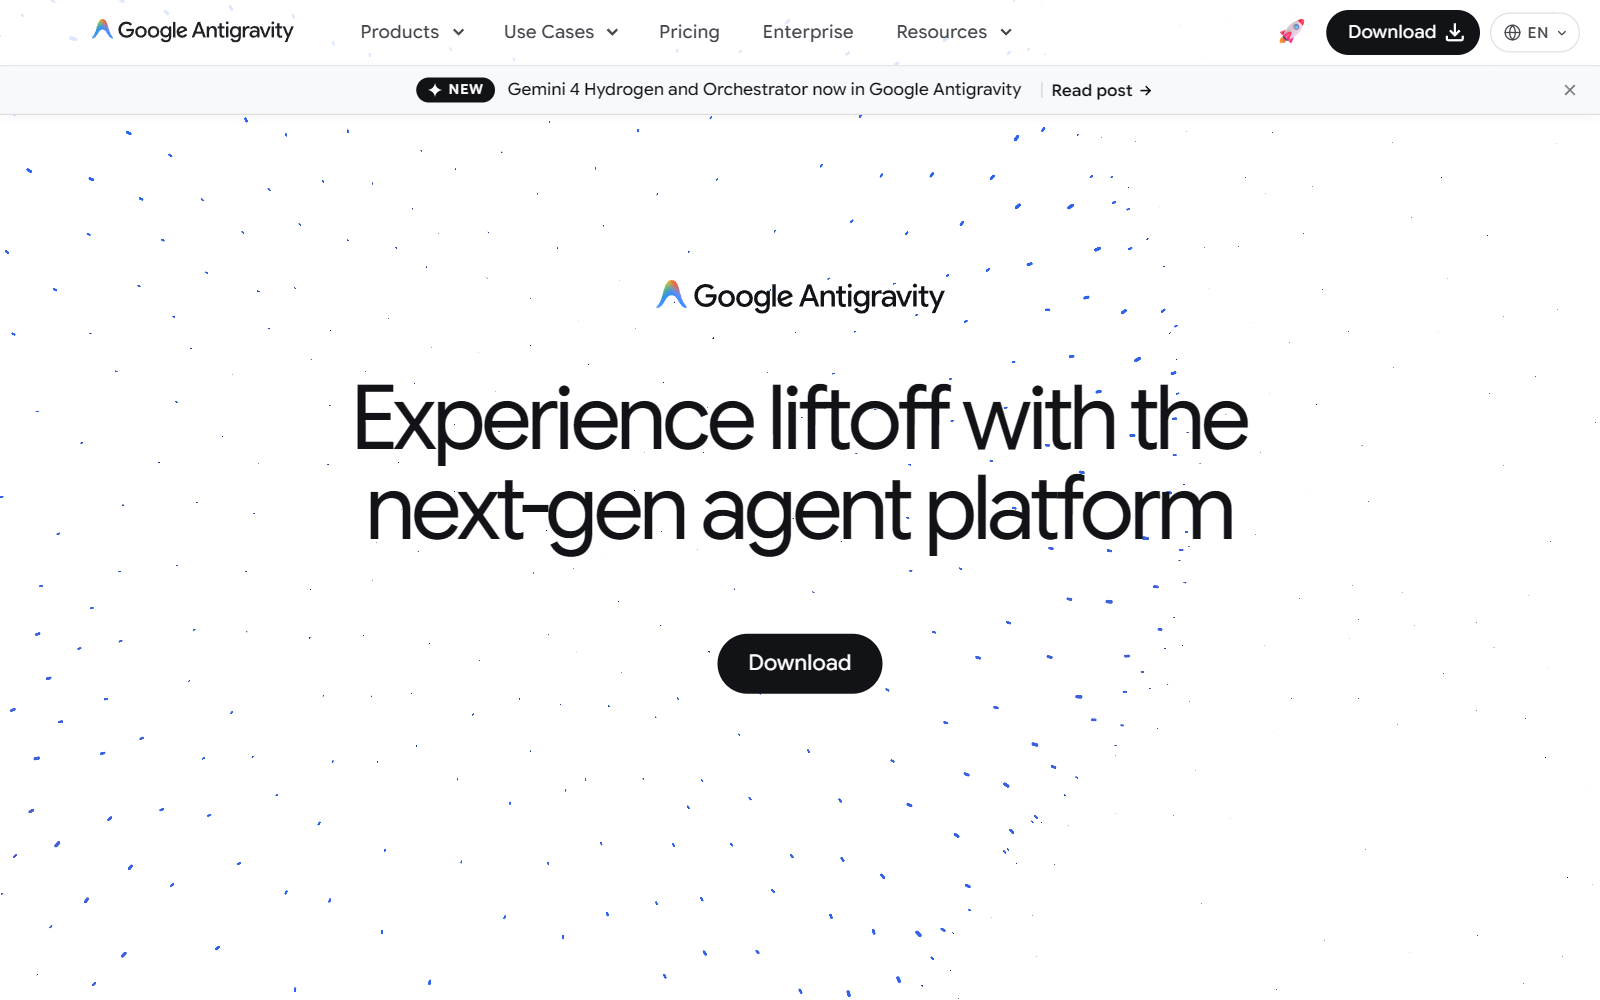 Google Antigravity
Products
Use Cases
Pricing
Enterprise
Resources
Download
EN
NEW
Gemini 4 Hydrogen and Orchestrator now in Google Antigravity
Read post →
Google Antigravity
Experience liftoff with the
next-gen agent platform
Download